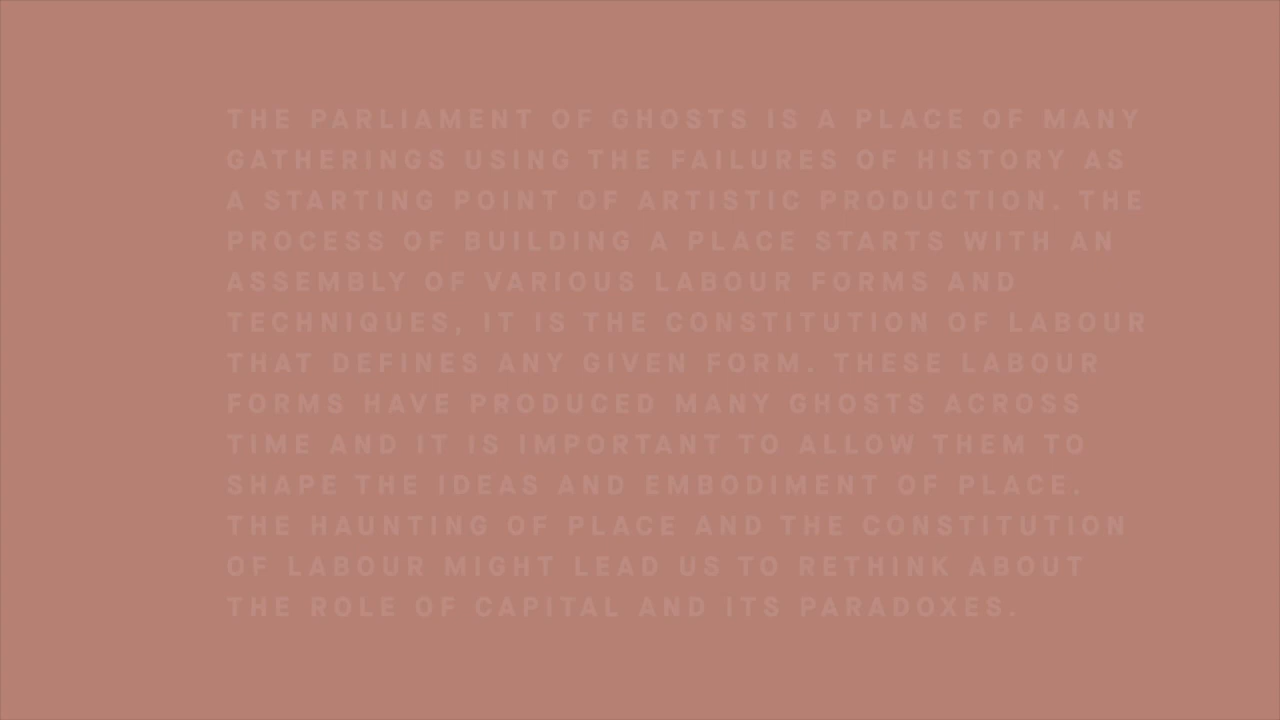 THE PARLIAMENT OF GHOSTS IS A PLACE OF MANY
GATHERINGS USING THE FAILURES OF HISTORY AS
A STARTING POINT OF ARTISTIC PRODUCTION. THE
PROCESS OF BUILDING A PLACE STARTS WITH AN
ASSEMBLY OF VARIOUS LABOUR FORMS AND
TECHNIQUES, IT IS THE CONSTITUTION OF LABOUR
THAT DEFINES ANY GIVEN FORM. THESE LABOUR
FORMS HAVE PRODUCED MANY GHOSTS ACROSS
TIME AND IT IS IMPORTANT TO ALLOW THEM TO
SHAPE THE IDEAS AND EMBODIMENT OF PLACE.
THE HAUNTING OF PLACE AND THE CONSTITUTION
OF LABOUR MIGHT LEAD US TO RETHINK ABOUT
THE ROLE OF CAPITAL AND ITS PARADOXES.